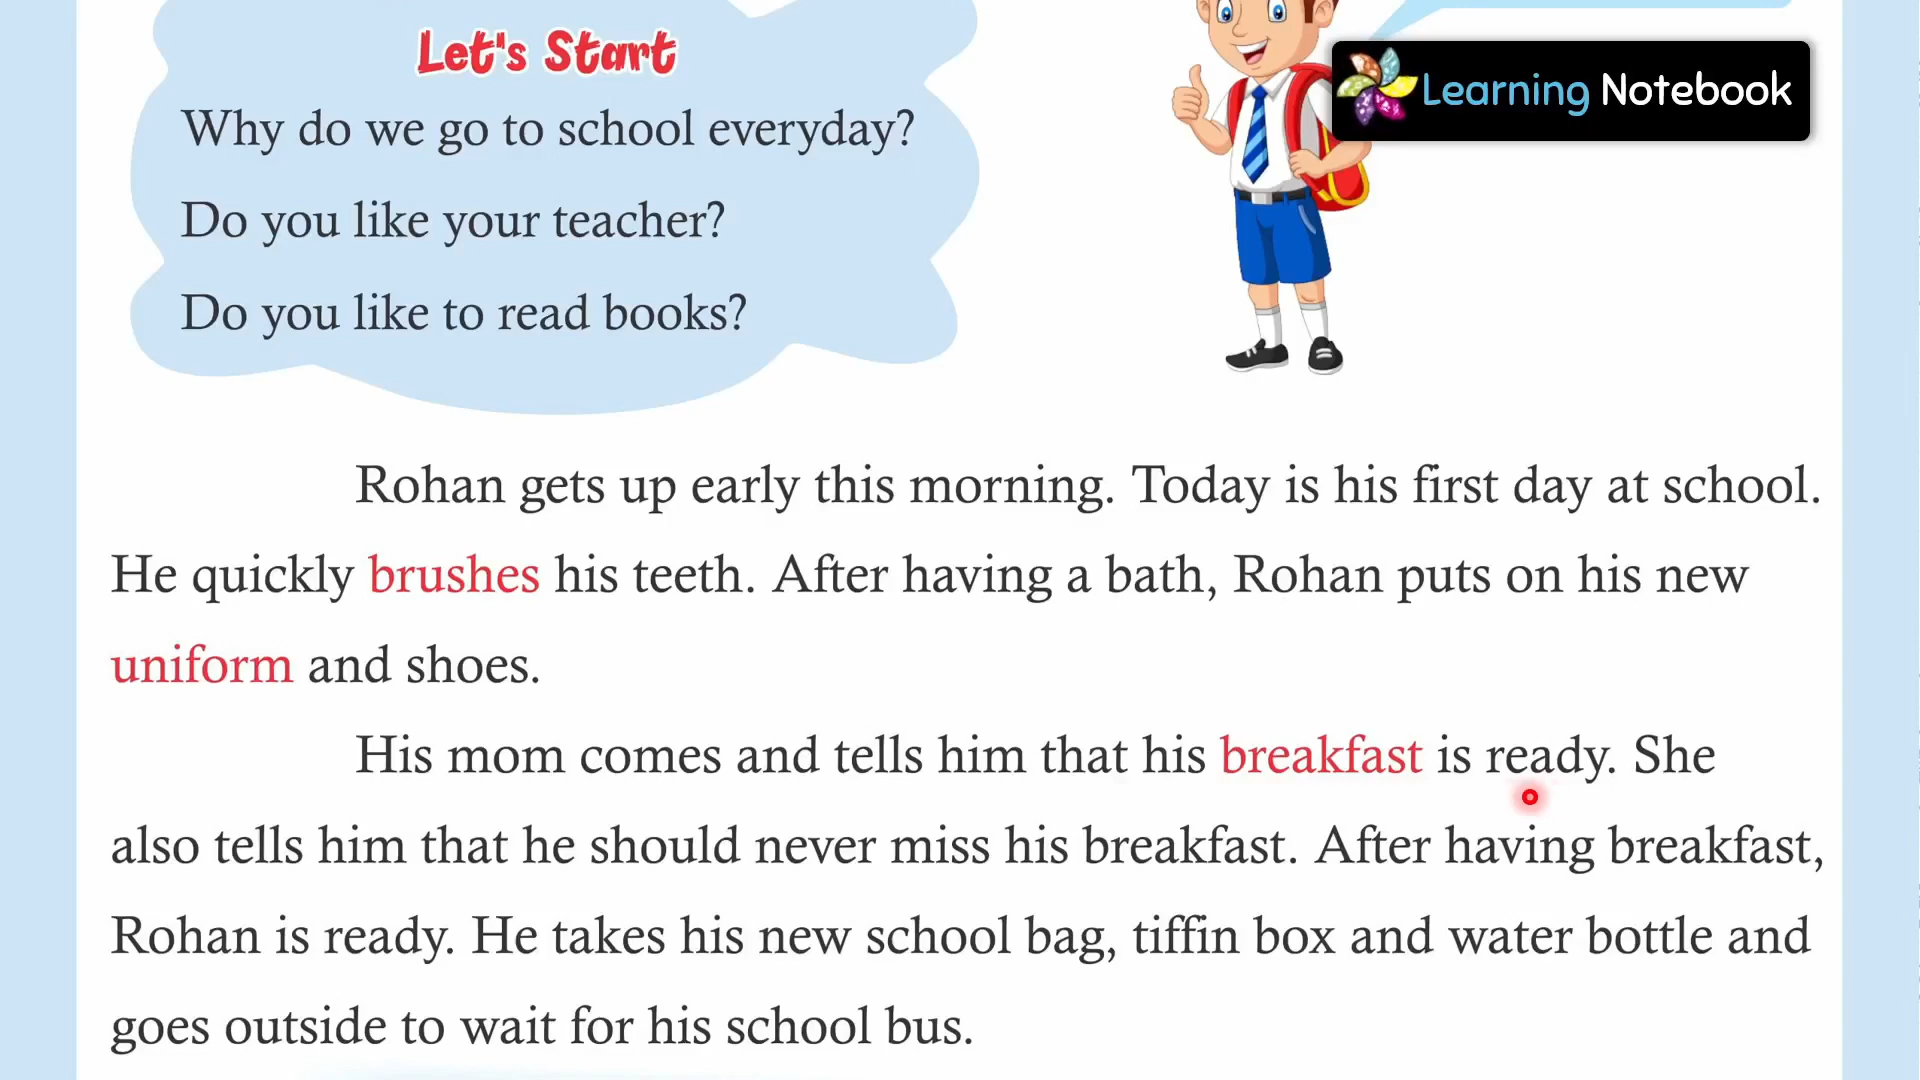 Let's Start
Learning Notebook
Why do we go to school everyday?
Do you like your teacher?
Do you like to read books?
Rohan gets up early this morning. Today is his first day at school.
He quickly brushes his teeth. After having a bath, Rohan puts on his new
uniform and shoes.
His mom comes and tells him that his breakfast is ready. She
also tells him that he should never miss his breakfast. After having breakfast,
Rohan is ready. He takes his new school bag, tiffin box and water bottle and
goes outside to wait for his school bus.